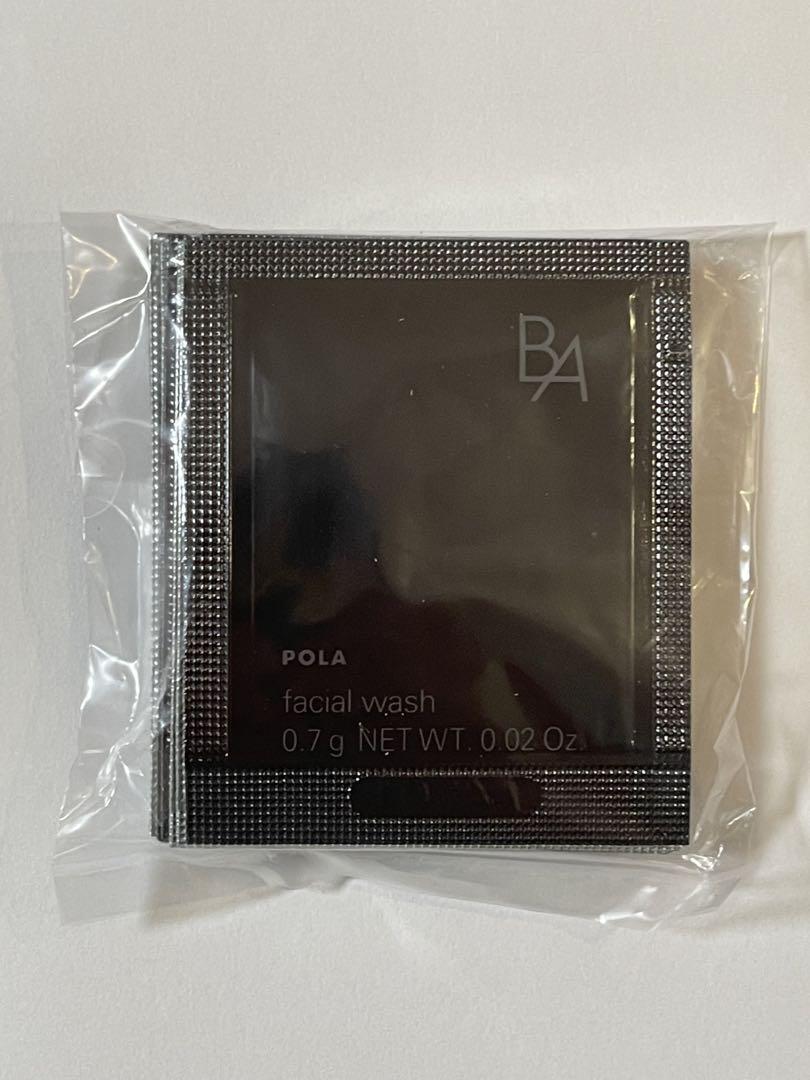 BA
POLA
facial wash
0.7 g NET WT. 0.02 Oz.